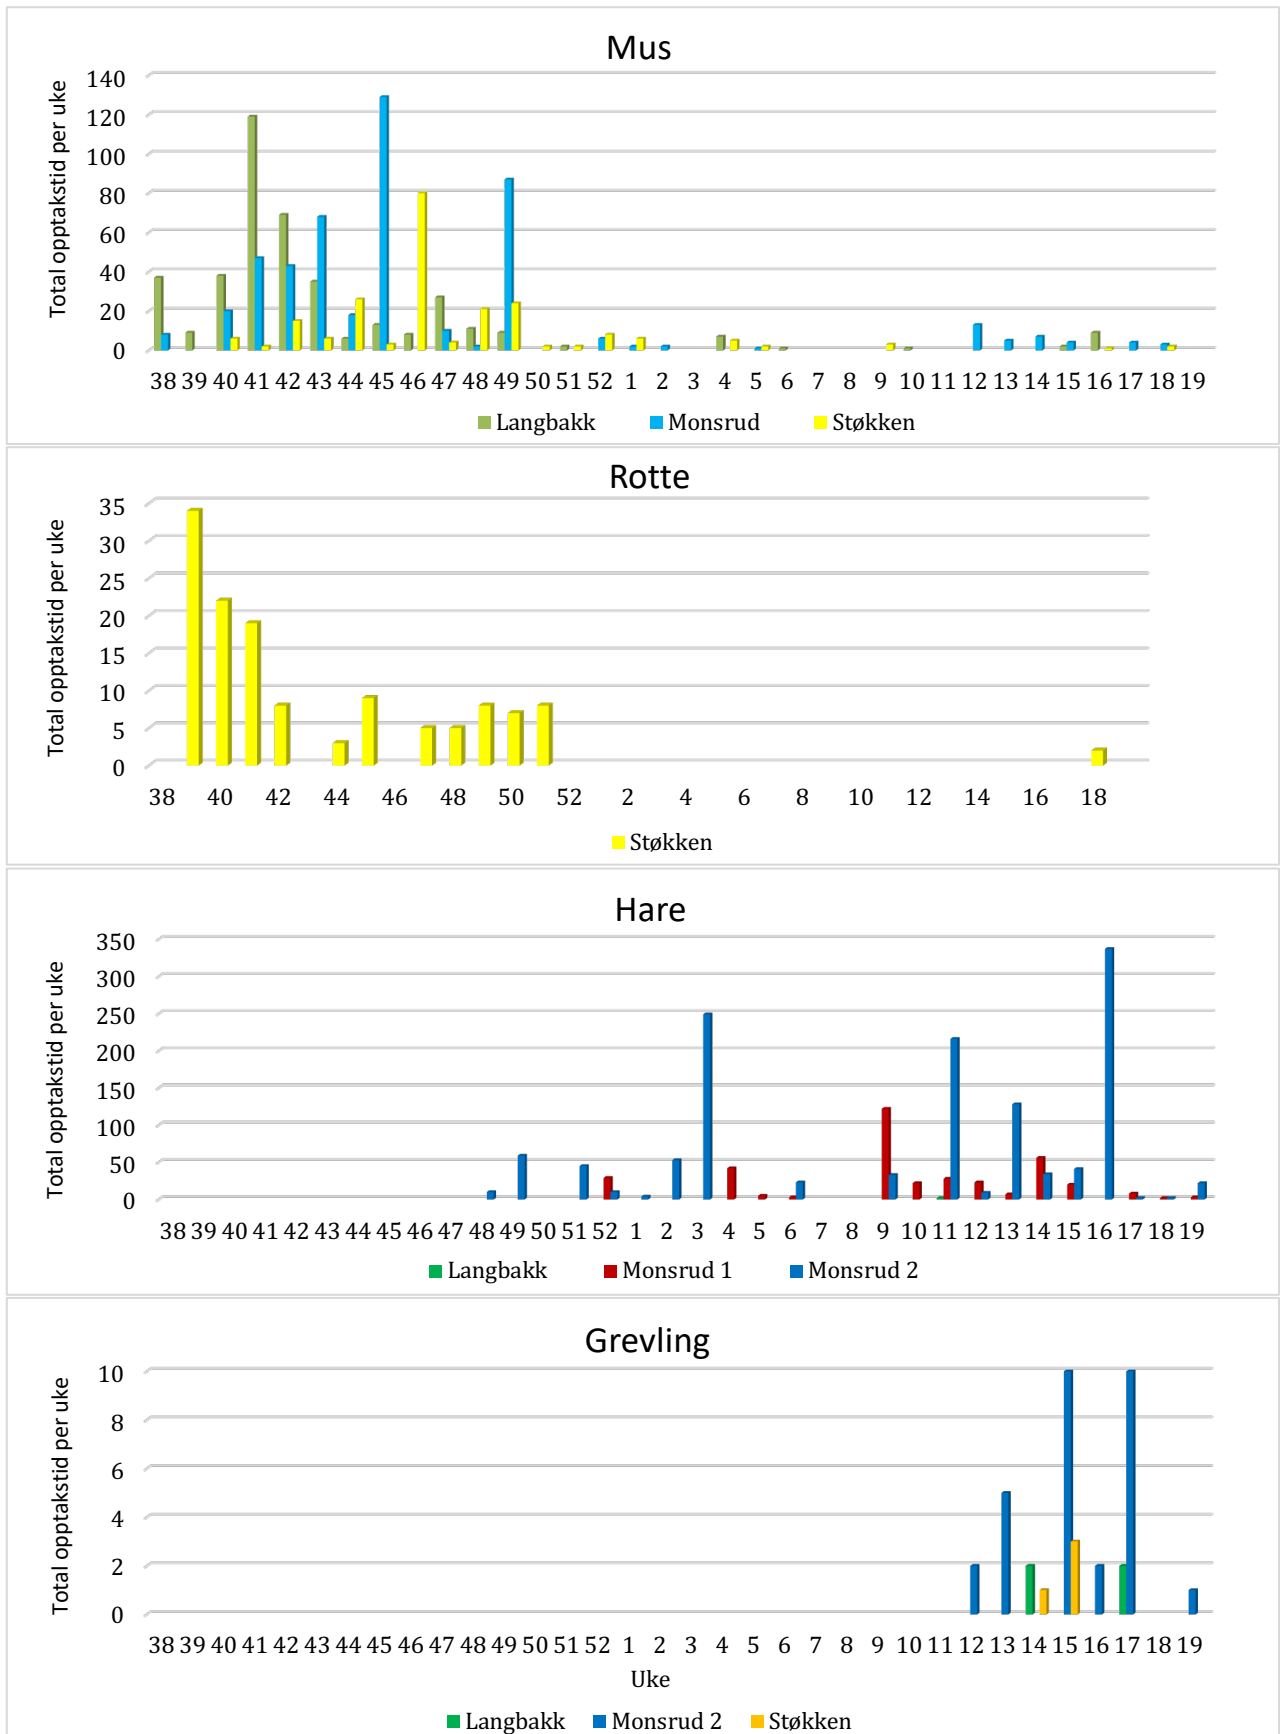 Mus
Total opptakstid per uke
140
120
100
80
60
40
20
0
38 39 40 41 42 43 44 45 46 47 48 49 50 51 52 1 2 3 4 5 6 7 8 9 10 11 12 13 14 15 16 17 18 19
Langbakk Monsrud Støkken
Rotte
Total opptakstid per uke
35
30
25
20
15
10
5
0
38 40 42 44 46 48 50 52 2 4 6 8 10 12 14 16 18
Støkken
Hare
Total opptakstid per uke
350
300
250
200
150
100
50
0
38 39 40 41 42 43 44 45 46 47 48 49 50 51 52 1 2 3 4 5 6 7 8 9 10 11 12 13 14 15 16 17 18 19
Langbakk Monsrud 1 Monsrud 2
Grevling
Total opptakstid per uke
10
8
6
4
2
0
38 39 40 41 42 43 44 45 46 47 48 49 50 51 52 1 2 3 4 5 6 7 8 9 10 11 12 13 14 15 16 17 18 19
Uke
Langbakk Monsrud 2 Støkken